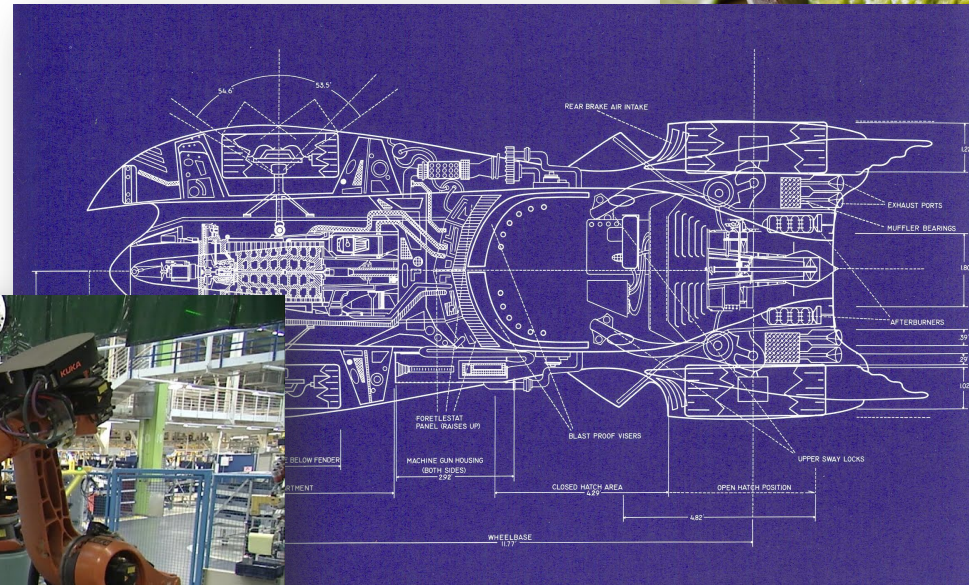 54.6°
53.5°
REAR BRAKE AIR INTAKE
EXHAUST PORTS
MUFFLER BEARINGS
AFTERBURNERS
KUKA
FORETLESTAT
PANEL (RAISES UP)
BLAST PROOF VISERS
UPPER SWAY LOCKS
BELOW FENDER
MACHINE GUN HOUSING
(BOTH SIDES)
2.92'
RTMENT
CLOSED HATCH AREA
4.29'
OPEN HATCH POSITION
4.82'
WHEELBASE
11.77'